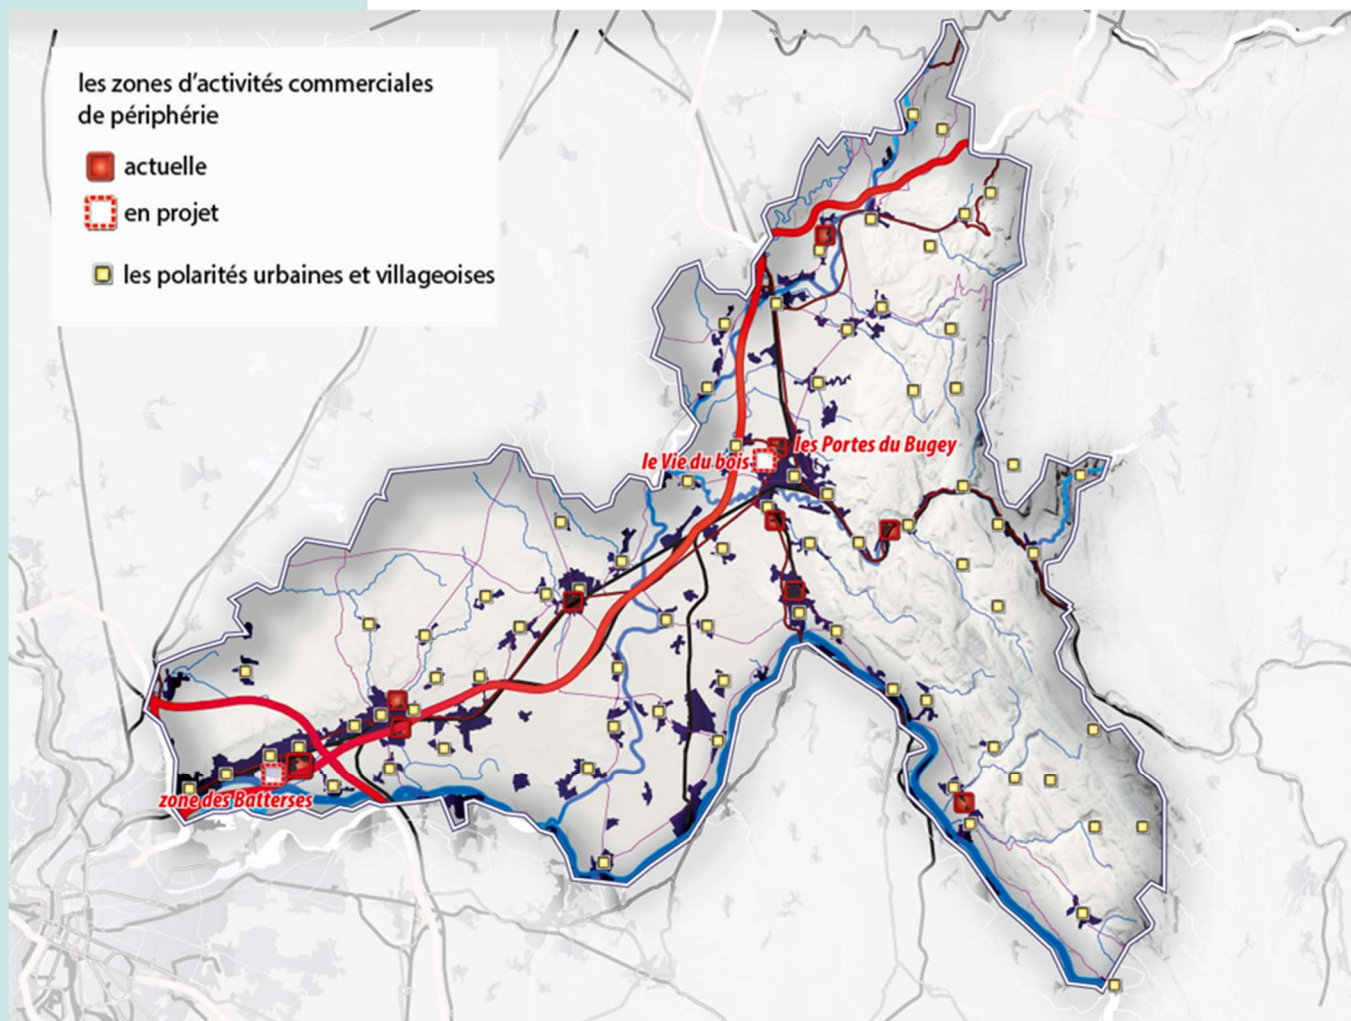 les zones d'activités commerciales
de périphérie
actuelle
en projet
les polarités urbaines et villageoises
les Portes du Bugey
le Vie du bois
zone des Batterses